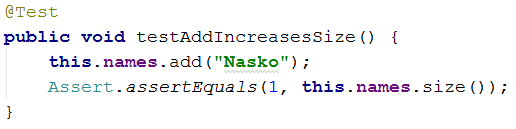 @Test
public void testAddIncreasesSize() {
    this.names.add("Nasko");
    Assert.assertEquals(1, this.names.size());
}